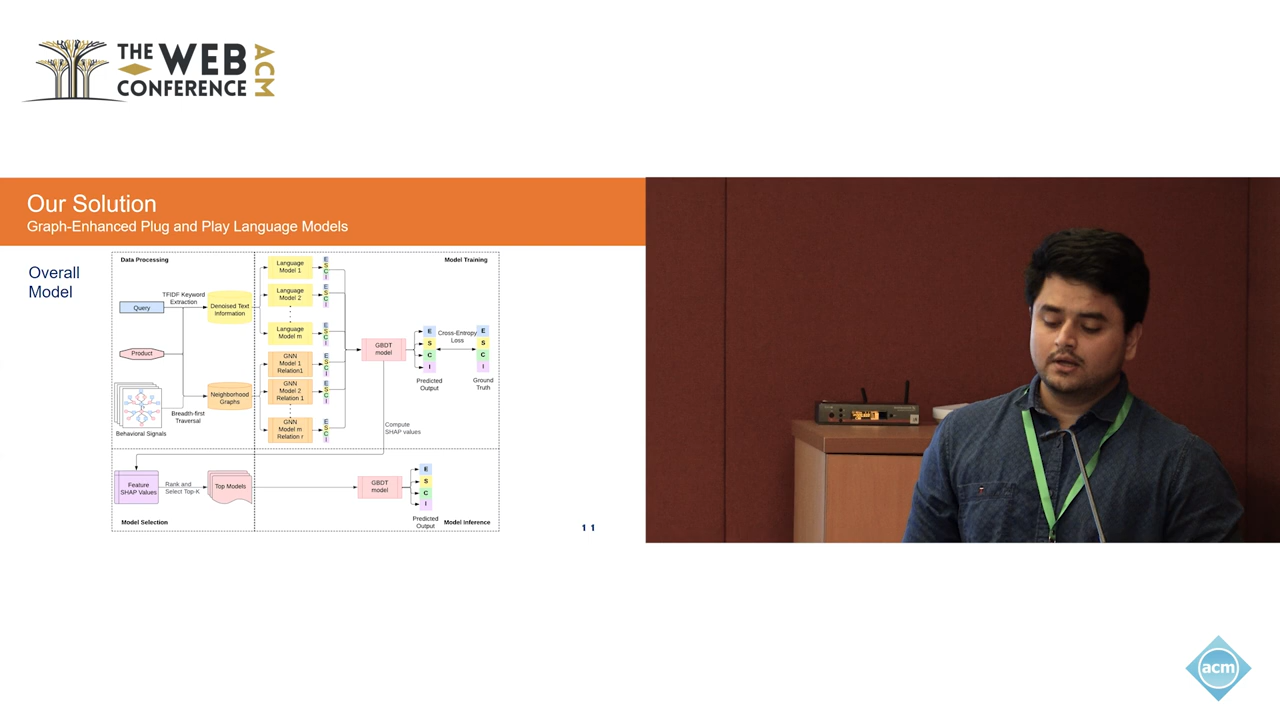 THE WEB
CONFERENCE
ACM
Our Solution
Graph-Enhanced Plug and Play Language Models
Overall
Model
Data Processing
Model Training
Query
TFIDF Keyword
Extraction
Denoised Text
Information
Product
Behavioral Signals
Breadth-first
Traversal
Neighborhood
Graphs
Language
Model 1
E
S
C
I
Language
Model 2
E
S
C
I
Language
Model m
E
S
C
I
GNN
Model 1
Relation1
E
S
C
I
GNN
Model 2
Relation 1
E
S
C
I
GNN
Model m
Relation r
E
S
C
I
GBDT
model
E
S
C
I
Predicted
Output
Cross-Entropy
Loss
E
S
C
I
Ground
Truth
Compute
SHAP values
Feature
SHAP Values
Rank and
Select Top-K
Top Models
GBDT
model
E
S
C
I
Predicted
Output
Model Selection
Model Inference
11
acm